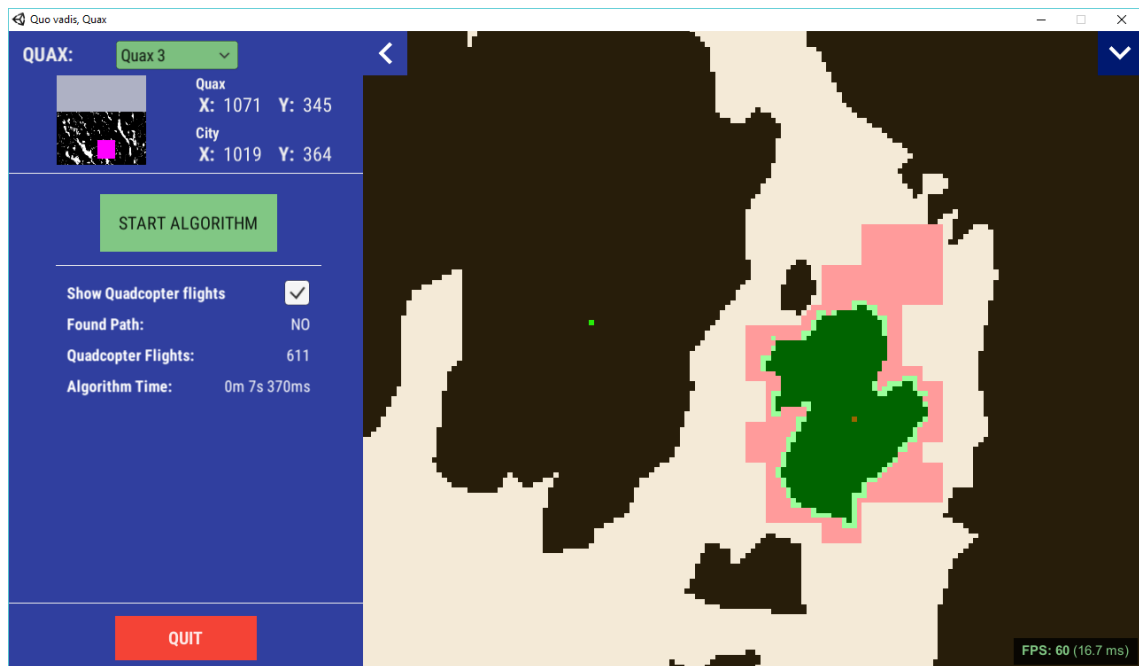 Quo vadis, Quax
QUAX: Quax 3
Quax
X: 1071 Y: 345
City
X: 1019 Y: 364
START ALGORITHM
Show Quadcopter flights
Found Path: NO
Quadcopter Flights: 611
Algorithm Time: 0m 7s 370ms
QUIT
FPS: 60 (16.7 ms)